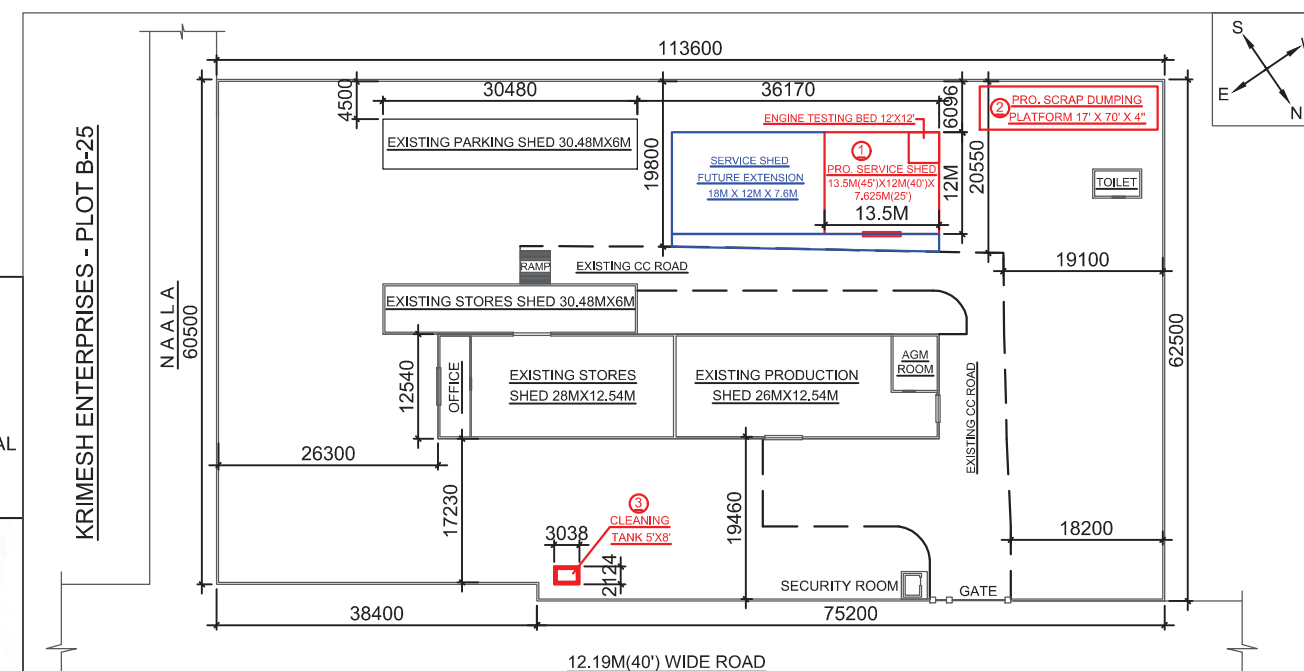 113600
S
E
N
30480
36170
4500
6096
ENGINE TESTING BED 12'X12'
2
PRO. SCRAP DUMPING
PLATFORM 17' X 70' X 4"
EXISTING PARKING SHED 30.48MX6M
19800
SERVICE SHED
FUTURE EXTENSION
18M X 12M X 7.6M
1
PRO. SERVICE SHED
13.5M(45')X12M(40')X
7.625M(25')
13.5M
12M
20550
TOILET
KRIMESH ENTERPRISES - PLOT B-25
NAALA
60500
RAMP
EXISTING CC ROAD
19100
EXISTING STORES SHED 30.48MX6M
62500
12540
OFFICE
EXISTING STORES
SHED 28MX12.54M
EXISTING PRODUCTION
SHED 26MX12.54M
AGM
ROOM
EXISTING CC ROAD
AL
26300
17230
3
CLEANING
TANK 5'X8'
3038
2124
19460
18200
SECURITY ROOM
GATE
38400
75200
12.19M(40') WIDE ROAD